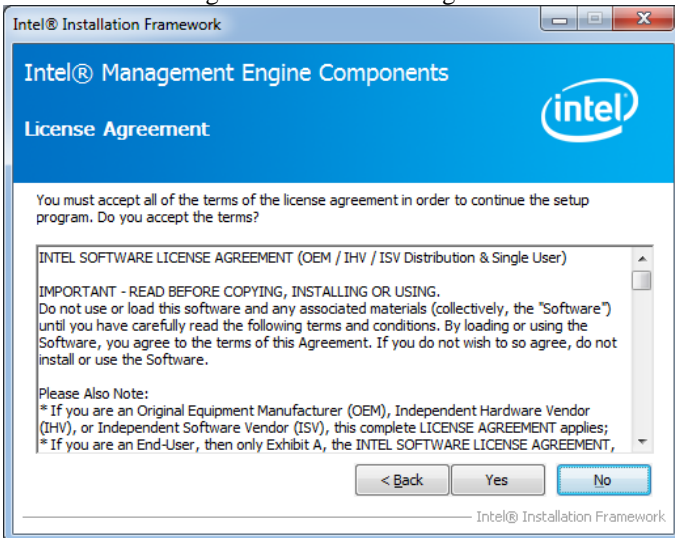 Intel® Installation Framework
Intel® Management Engine Components
License Agreement
(intel)
You must accept all of the terms of the license agreement in order to continue the setup
program. Do you accept the terms?
INTEL SOFTWARE LICENSE AGREEMENT (OEM / IHV / ISV Distribution & Single User)
IMPORTANT - READ BEFORE COPYING, INSTALLING OR USING.
Do not use or load this software and any associated materials (collectively, the "Software")
until you have carefully read the following terms and conditions. By loading or using the
Software, you agree to the terms of this Agreement. If you do not wish to so agree, do not
install or use the Software.
Please Also Note:
* If you are an Original Equipment Manufacturer (OEM), Independent Hardware Vendor
(IHV), or Independent Software Vendor (ISV), this complete LICENSE AGREEMENT applies;
* If you are an End-User, then only Exhibit A, the INTEL SOFTWARE LICENSE AGREEMENT,
< Back Yes No
Intel® Installation Framework